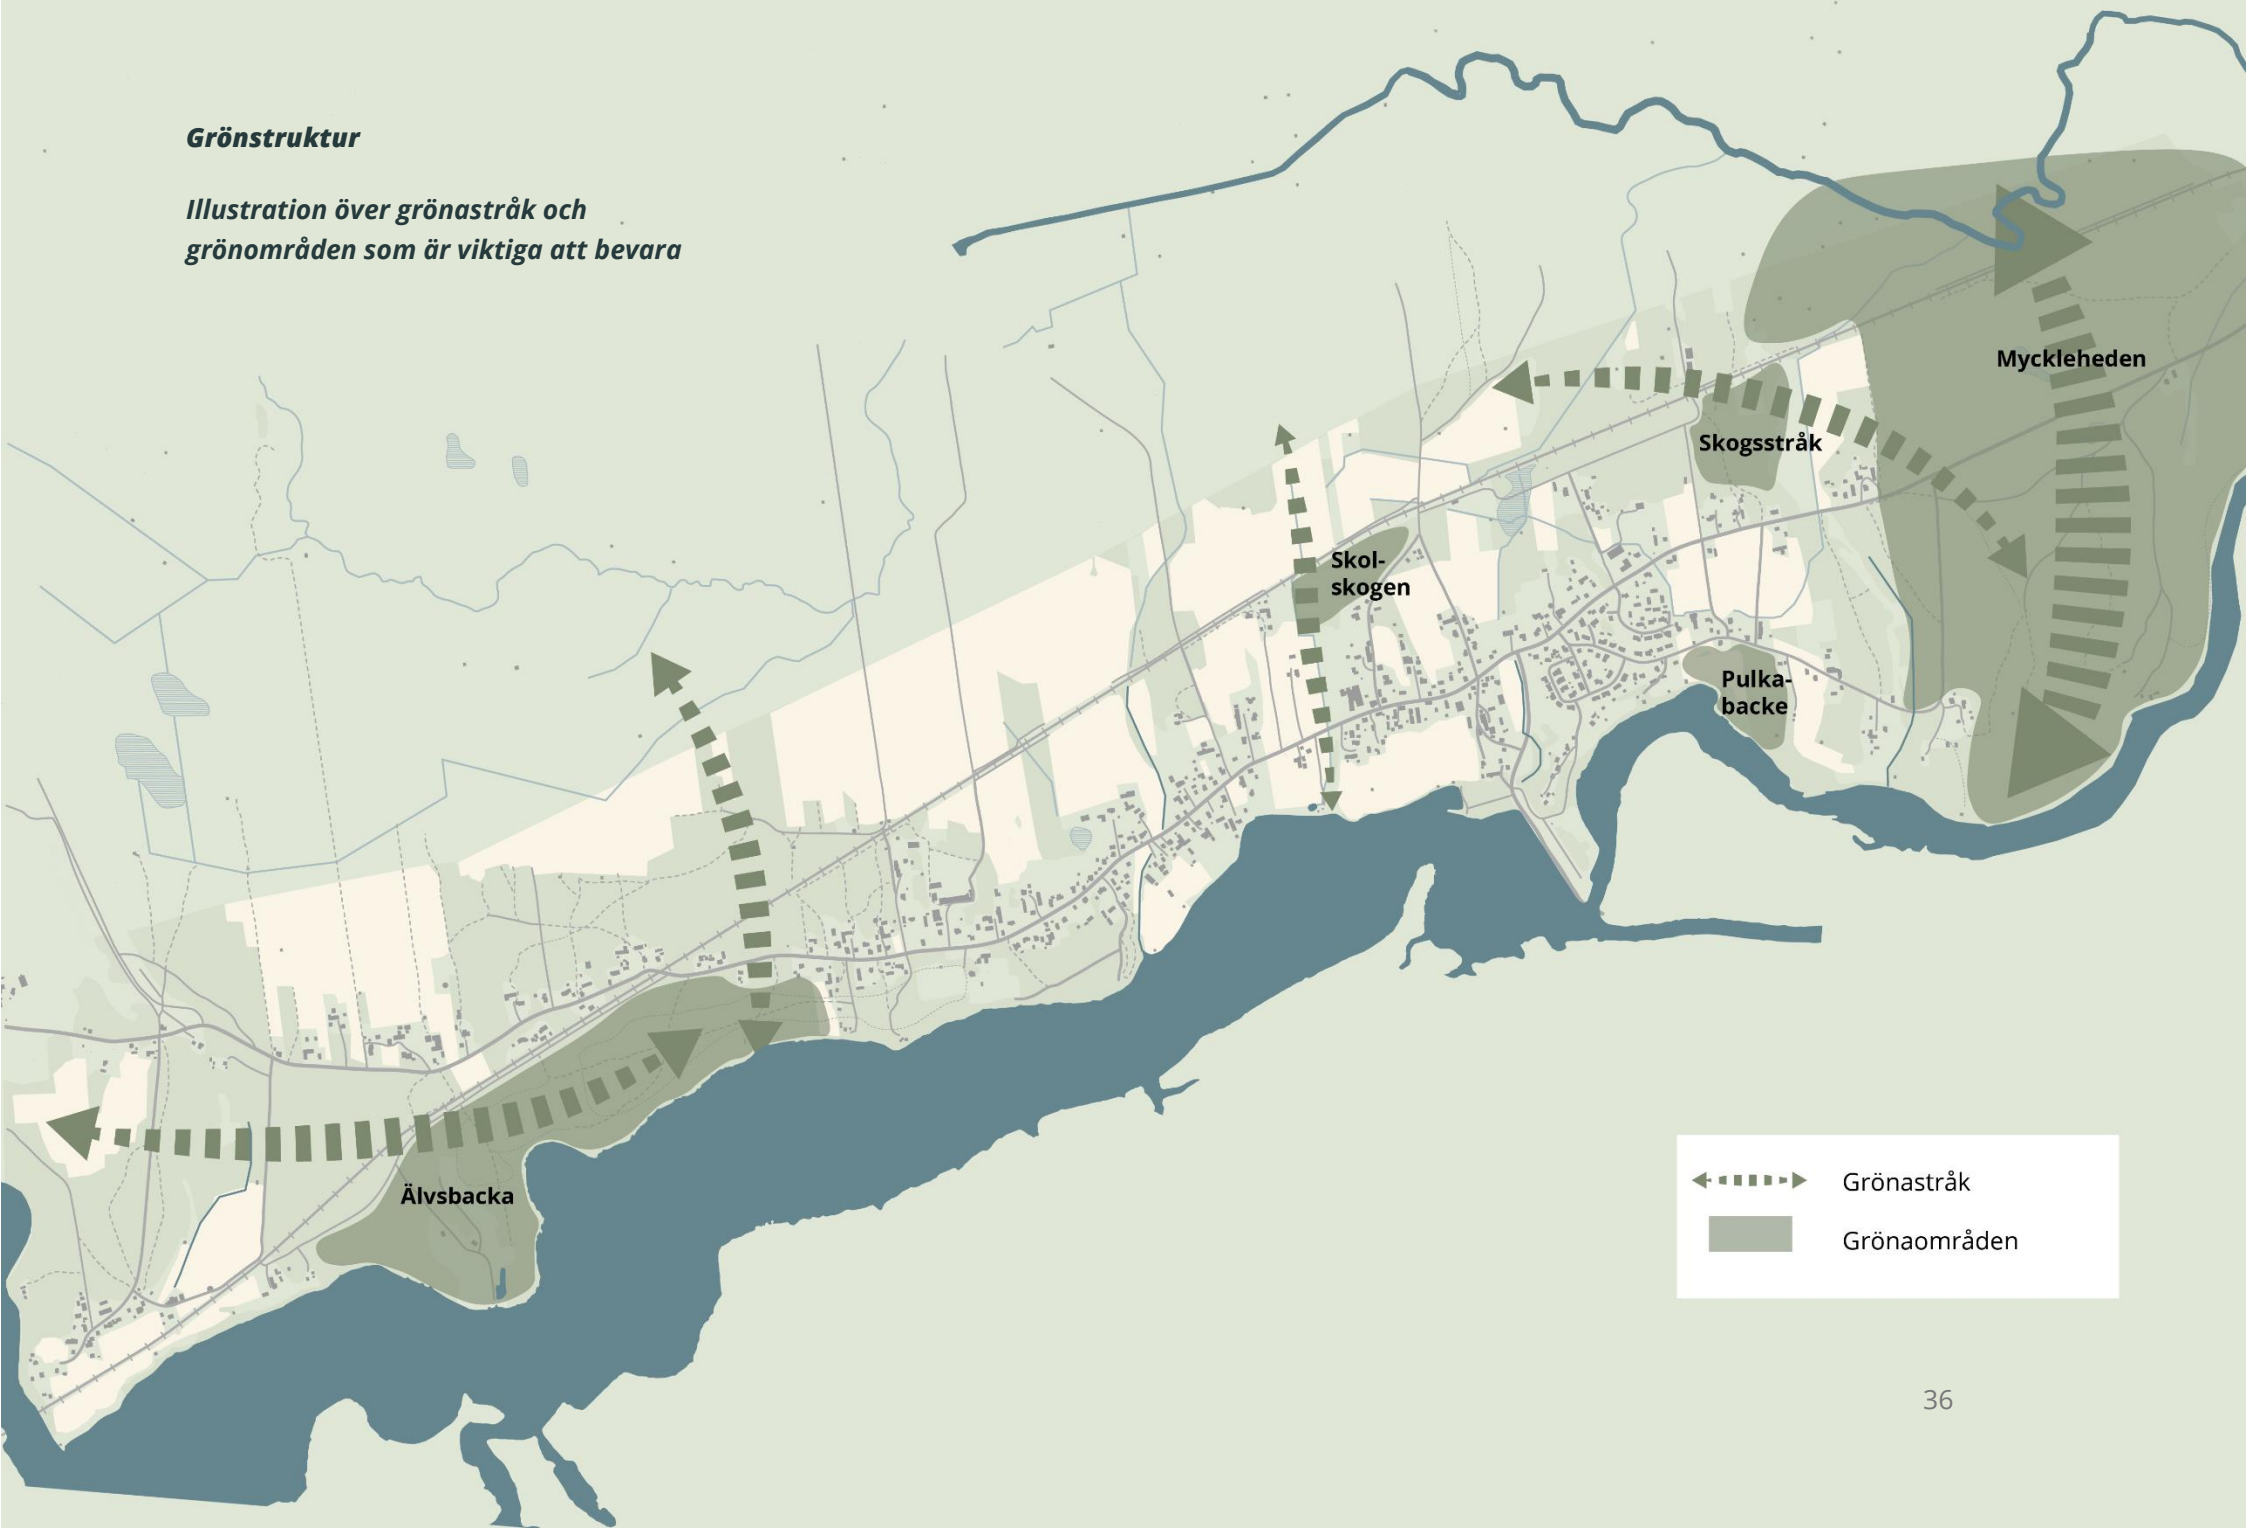 Grönstruktur
Illustration över grönastråk och
grönområden som är viktiga att bevara
Myckleheden
Skogsstråk
Skol-
skogen
Pulka-
backe
Älvsbacka
Grönastråk
Grönaområden
36